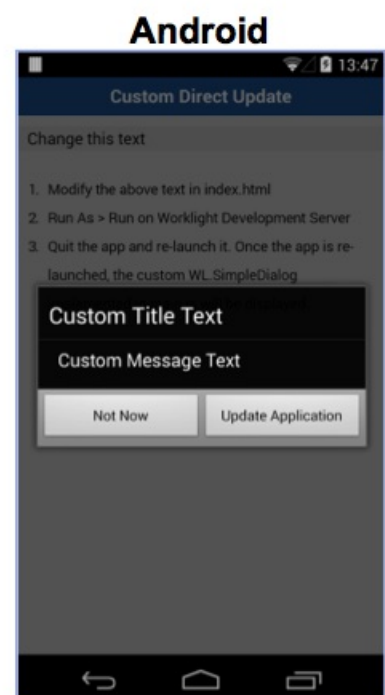 Android
13:47
Custom Direct Update
Change this text
1. Modify the above text in index.html
2. Run As > Run on Worklight Development Server
3. Quit the app and re-launch it. Once the app is re-
launched, the custom WL.SimpleDialog
Custom Title Text
Custom Message Text
Not Now
Update Application